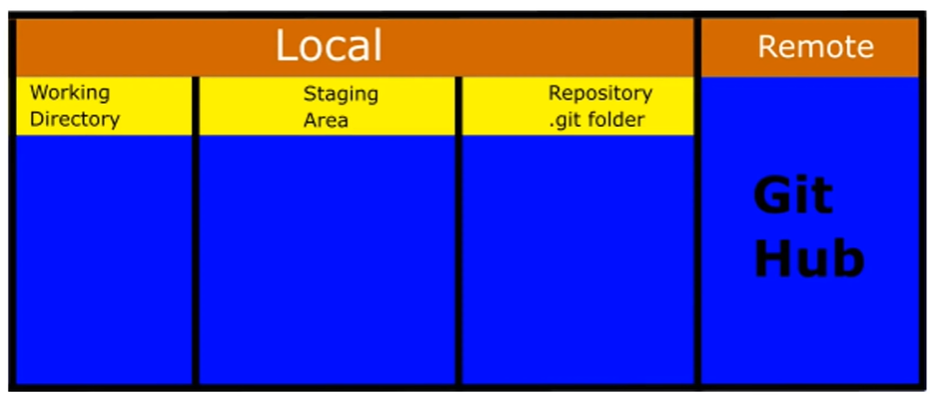 Local
Remote
Working
Directory
Staging
Area
Repository
.git folder
Git
Hub